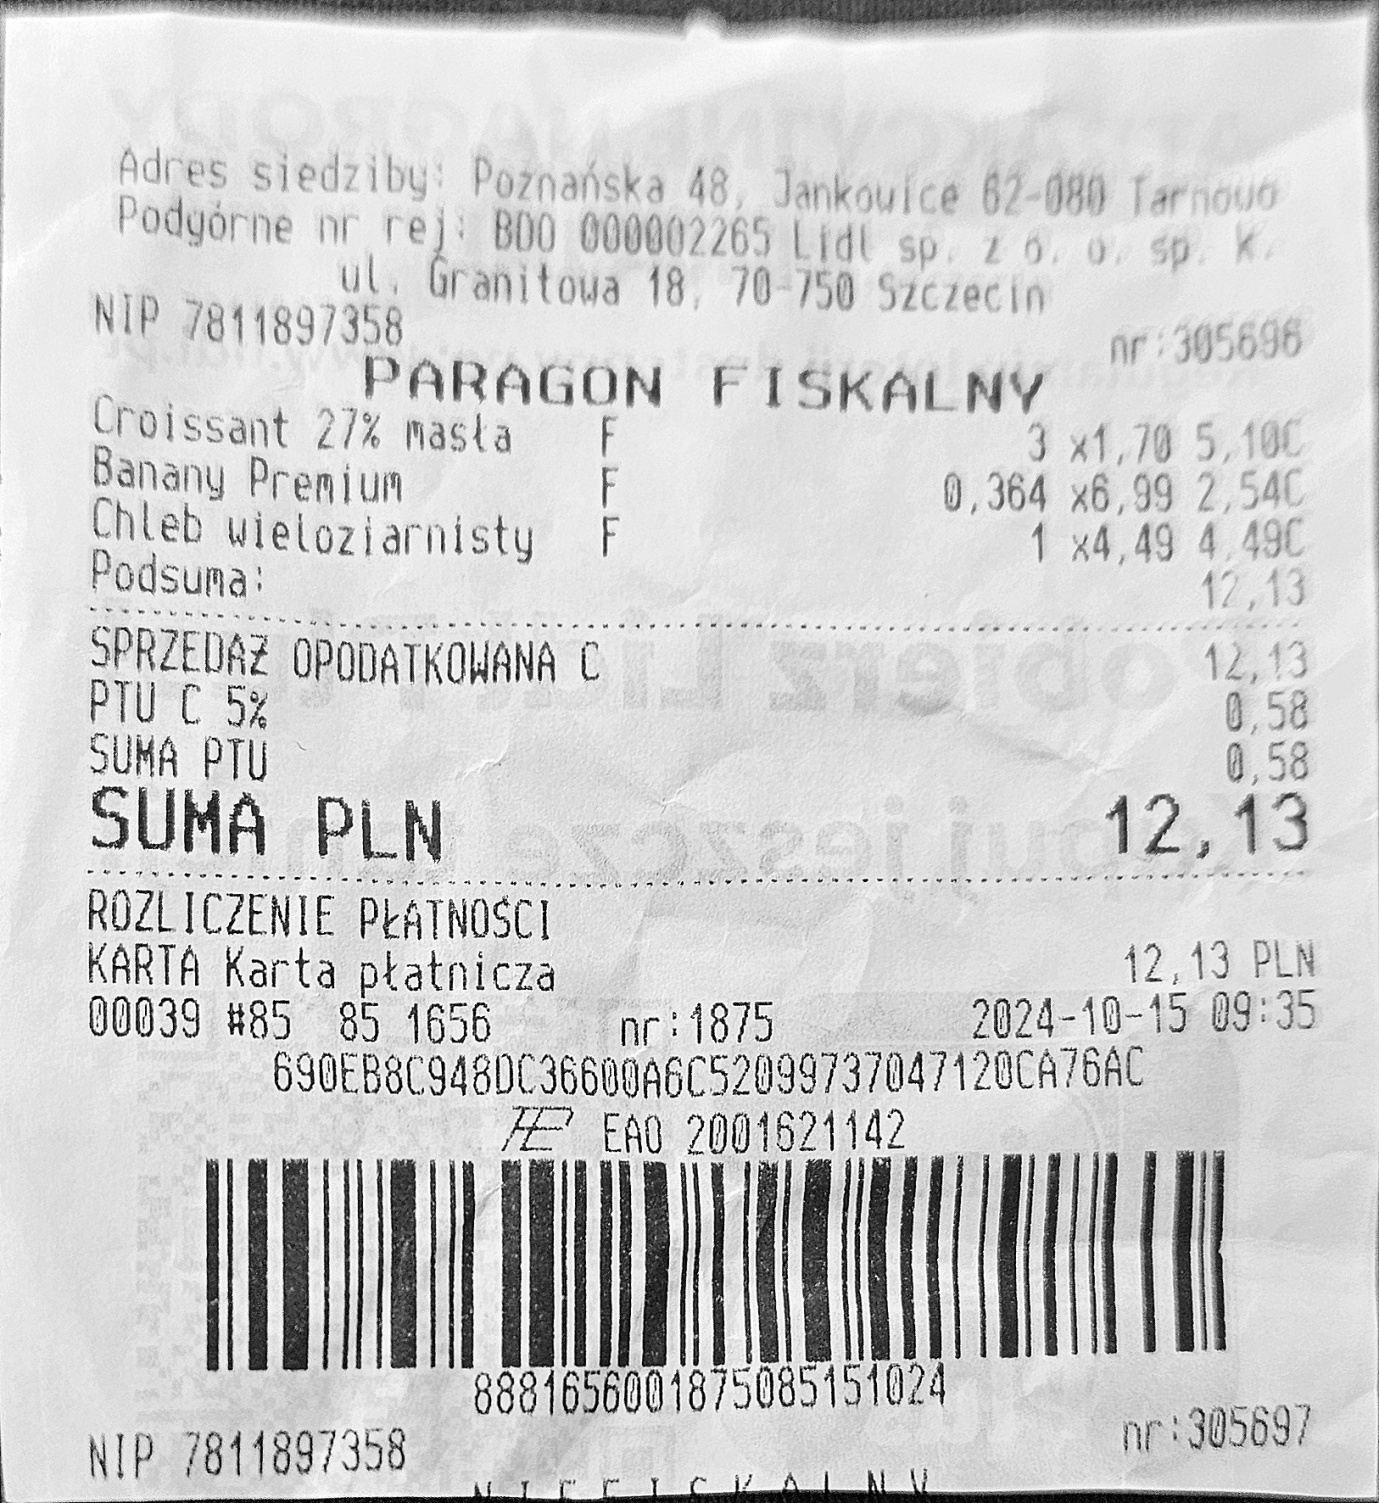 Adres siedziby: Poznańska 48, Jankowice 62-080 Tarnowo
Podgórne nr rej: BDO 000002265 Lidl sp. z o. o. sp. k.
ul. Granitowa 18, 70-750 Szczecin
NIP 7811897358 nr:305696
PARAGON FISKALNY
Croissant 27% masła F 3 x1,70 5,10C
Banany Premium F 0,364 x6,99 2,54C
Chleb wieloziarnisty F 1 x4,49 4,49C
Podsuma: 12,13
SPRZEDAŻ OPODATKOWANA C 12,13
PTU C 5% 0,58
SUMA PTU 0,58
SUMA PLN 12,13
ROZLICZENIE PŁATNOŚCI
KARTA Karta płatnicza 12,13 PLN
00039 #85 85 1656 nr:1875 2024-10-15 09:35
690EB8C948DC36600A6C52099737047120CA76AC
EAO 2001621142
8881656001875085151024
NIP 7811897358 nr:305697
NIEFISKALNY